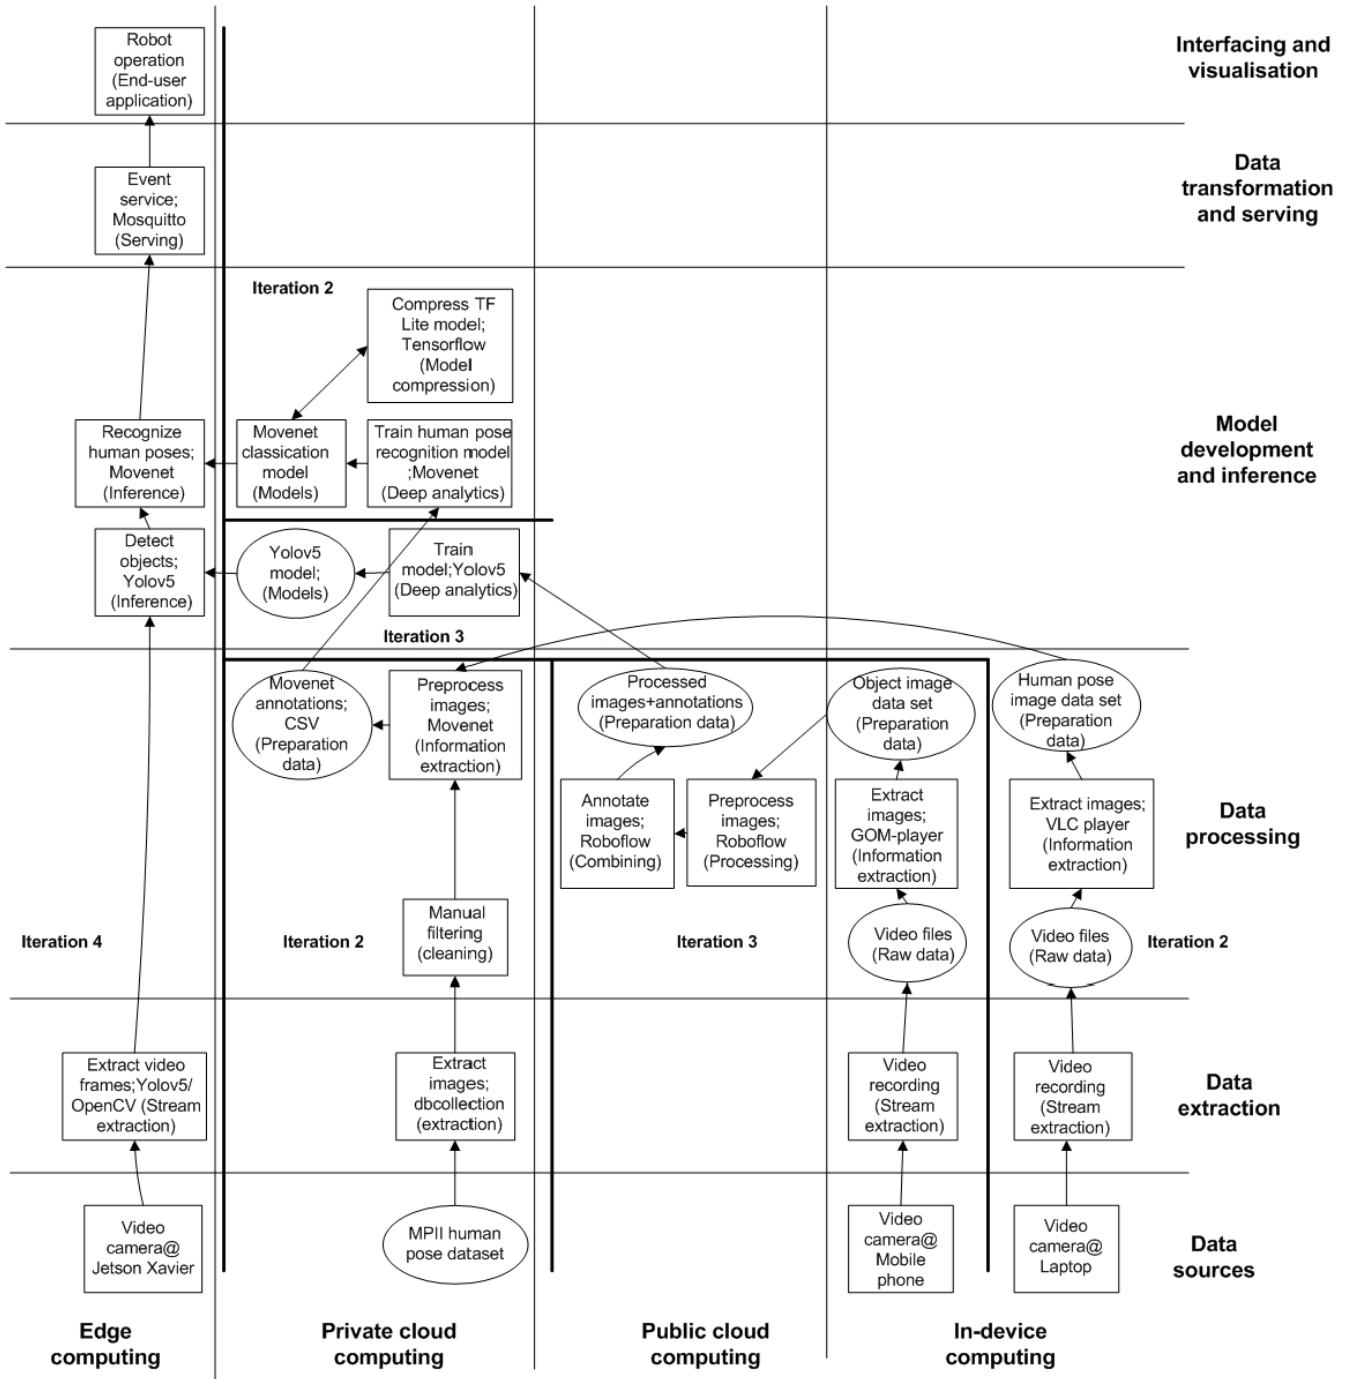 Robot
operation
(End-user
application)
Interfacing and
visualisation
Event
service;
Mosquitto
(Serving)
Data
transformation
and serving
Iteration 2
Compress TF
Lite model;
Tensorflow
(Model
compression)
Recognize
human poses;
Movenet
(Inference)
Movenet
classication
model
(Models)
Train human pose
recognition model
;Movenet
(Deep analytics)
Model
development
and inference
Detect
objects;
Yolov5
(Inference)
Yolov5
model;
(Models)
Train
model;Yolov5
(Deep analytics)
Iteration 3
Movenet
annotations;
CSV
(Preparation
data)
Preprocess
images;
Movenet
(Information
extraction)
Processed
images+annotations
(Preparation data)
Object image
data set
(Preparation
data)
Human pose
image data set
(Preparation
data)
Annotate
images;
Roboflow
(Combining)
Preprocess
images;
Roboflow
(Processing)
Extract
images;
GOM-player
(Information
extraction)
Extract images;
VLC player
(Information
extraction)
Data
processing
Iteration 4
Iteration 2
Manual
filtering
(cleaning)
Iteration 3
Video files
(Raw data)
Video files
(Raw data)
Iteration 2
Extract video
frames;Yolov5/
OpenCV (Stream
extraction)
Extract
images;
dbcollection
(extraction)
Video
recording
(Stream
extraction)
Video
recording
(Stream
extraction)
Data
extraction
Video
camera@
Jetson Xavier
MPII human
pose dataset
Video
camera@
Mobile
phone
Video
camera@
Laptop
Data
sources
Edge
computing
Private cloud
computing
Public cloud
computing
In-device
computing